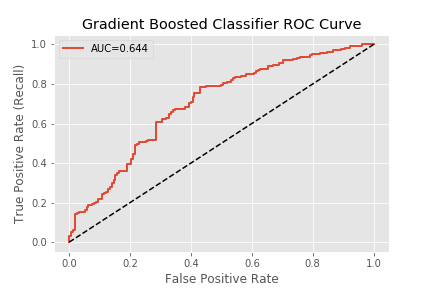 Gradient Boosted Classifier ROC Curve
AUC=0.644
True Positive Rate (Recall)
1.0
0.8
0.6
0.4
0.2
0.0
0.0 0.2 0.4 0.6 0.8 1.0
False Positive Rate